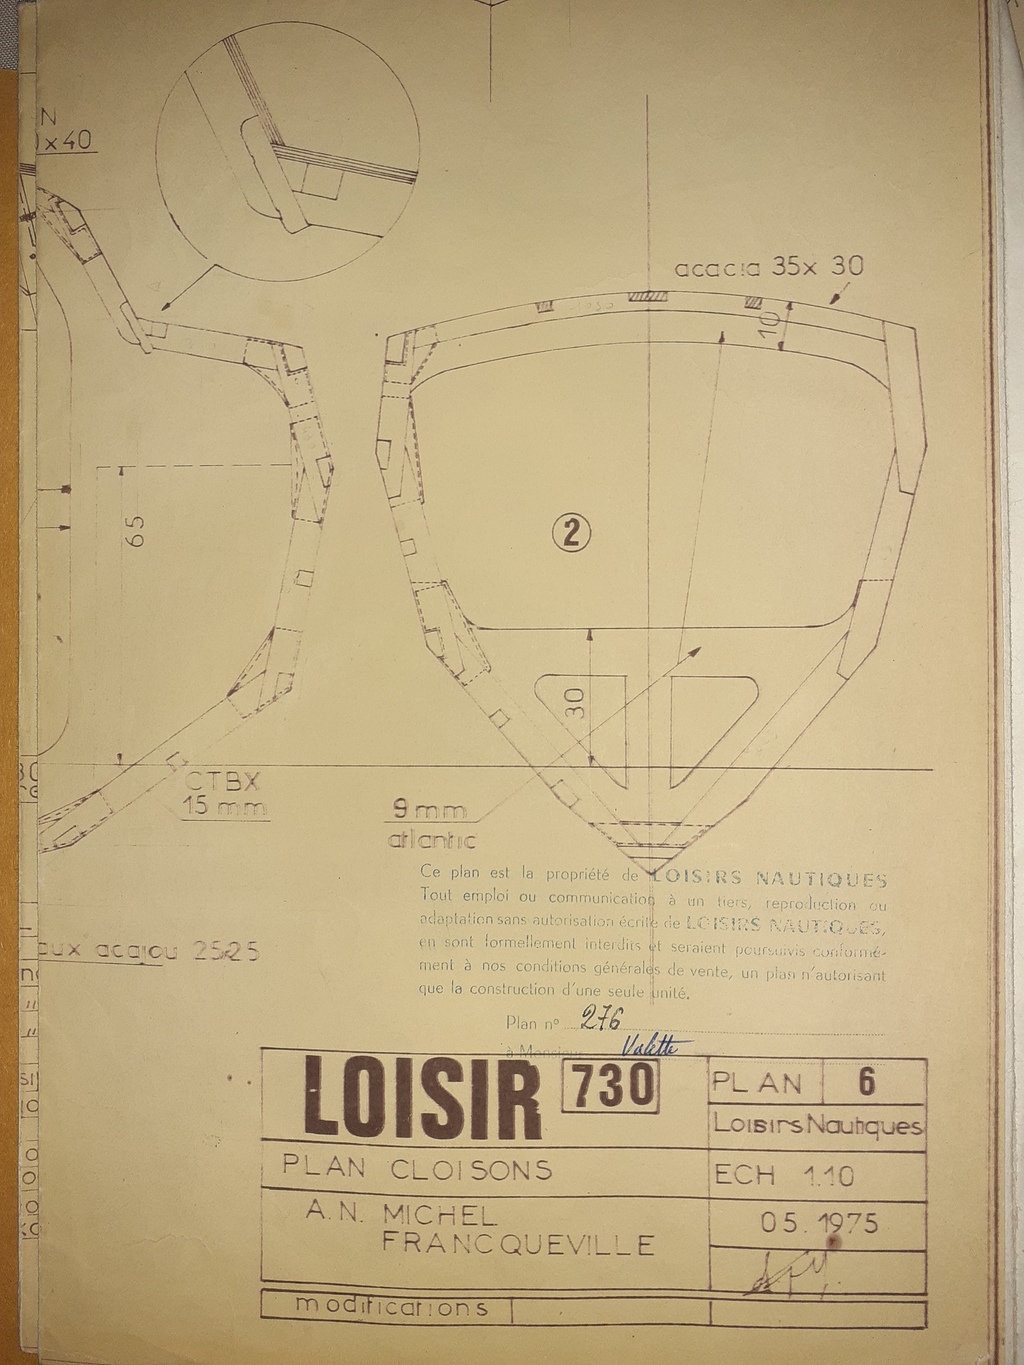 N
x40
acacia 35x 30
10
65
2
30
CTBX
15 mm
9 mm
atlantic
Ce plan est la propriété de LOISIRS NAUTIQUES
Tout emploi ou communication à un tiers, reproduction ou
adaptation sans autorisation écrite de LOISIRS NAUTIQUES,
en sont formellement interdits et seraient poursuivis conformé-
ment à nos conditions générales de vente, un plan n'autorisant
que la construction d'une seule unité.
aux acajou 25x25
Plan n° 276
à Monsieur Valette
LOISIR 730
PLAN 6
Loisirs Nautiques
PLAN CLOISONS
ECH 1.10
A.N. MICHEL
FRANCQUEVILLE
05.1975
modifications